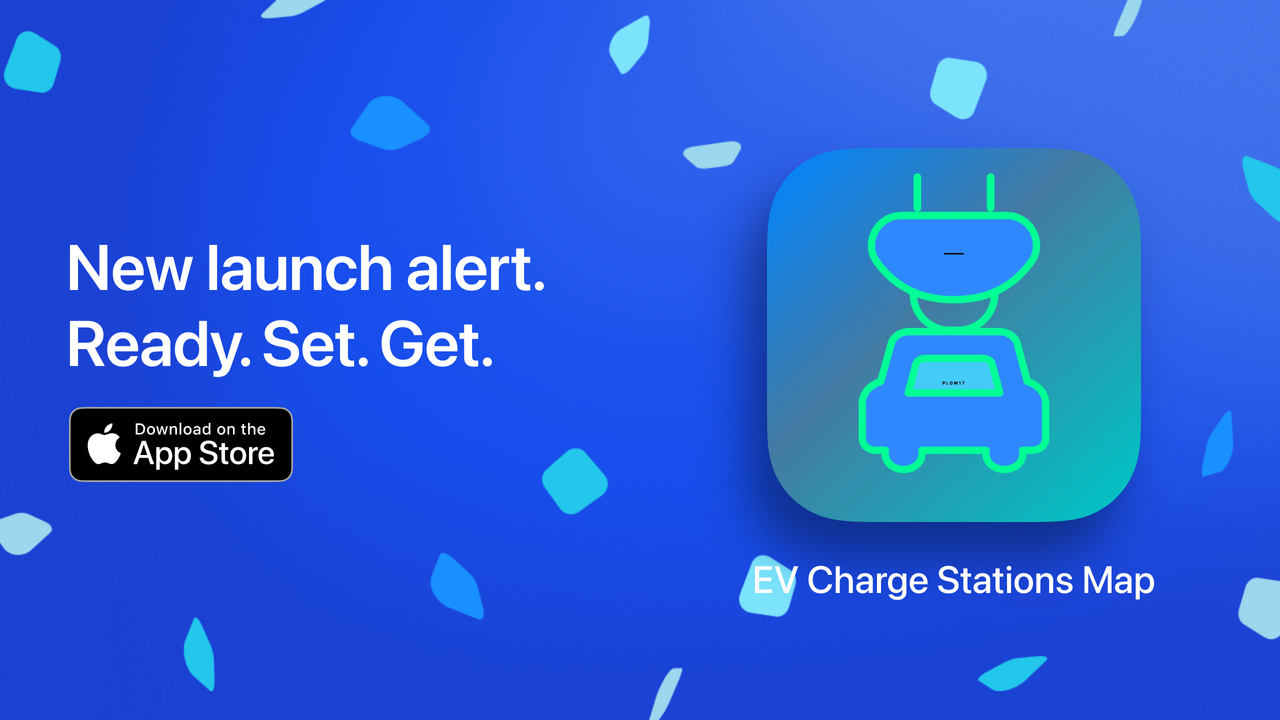 New launch alert.
Ready. Set. Get.
Download on the
App Store
PLGM17
EV Charge Stations Map